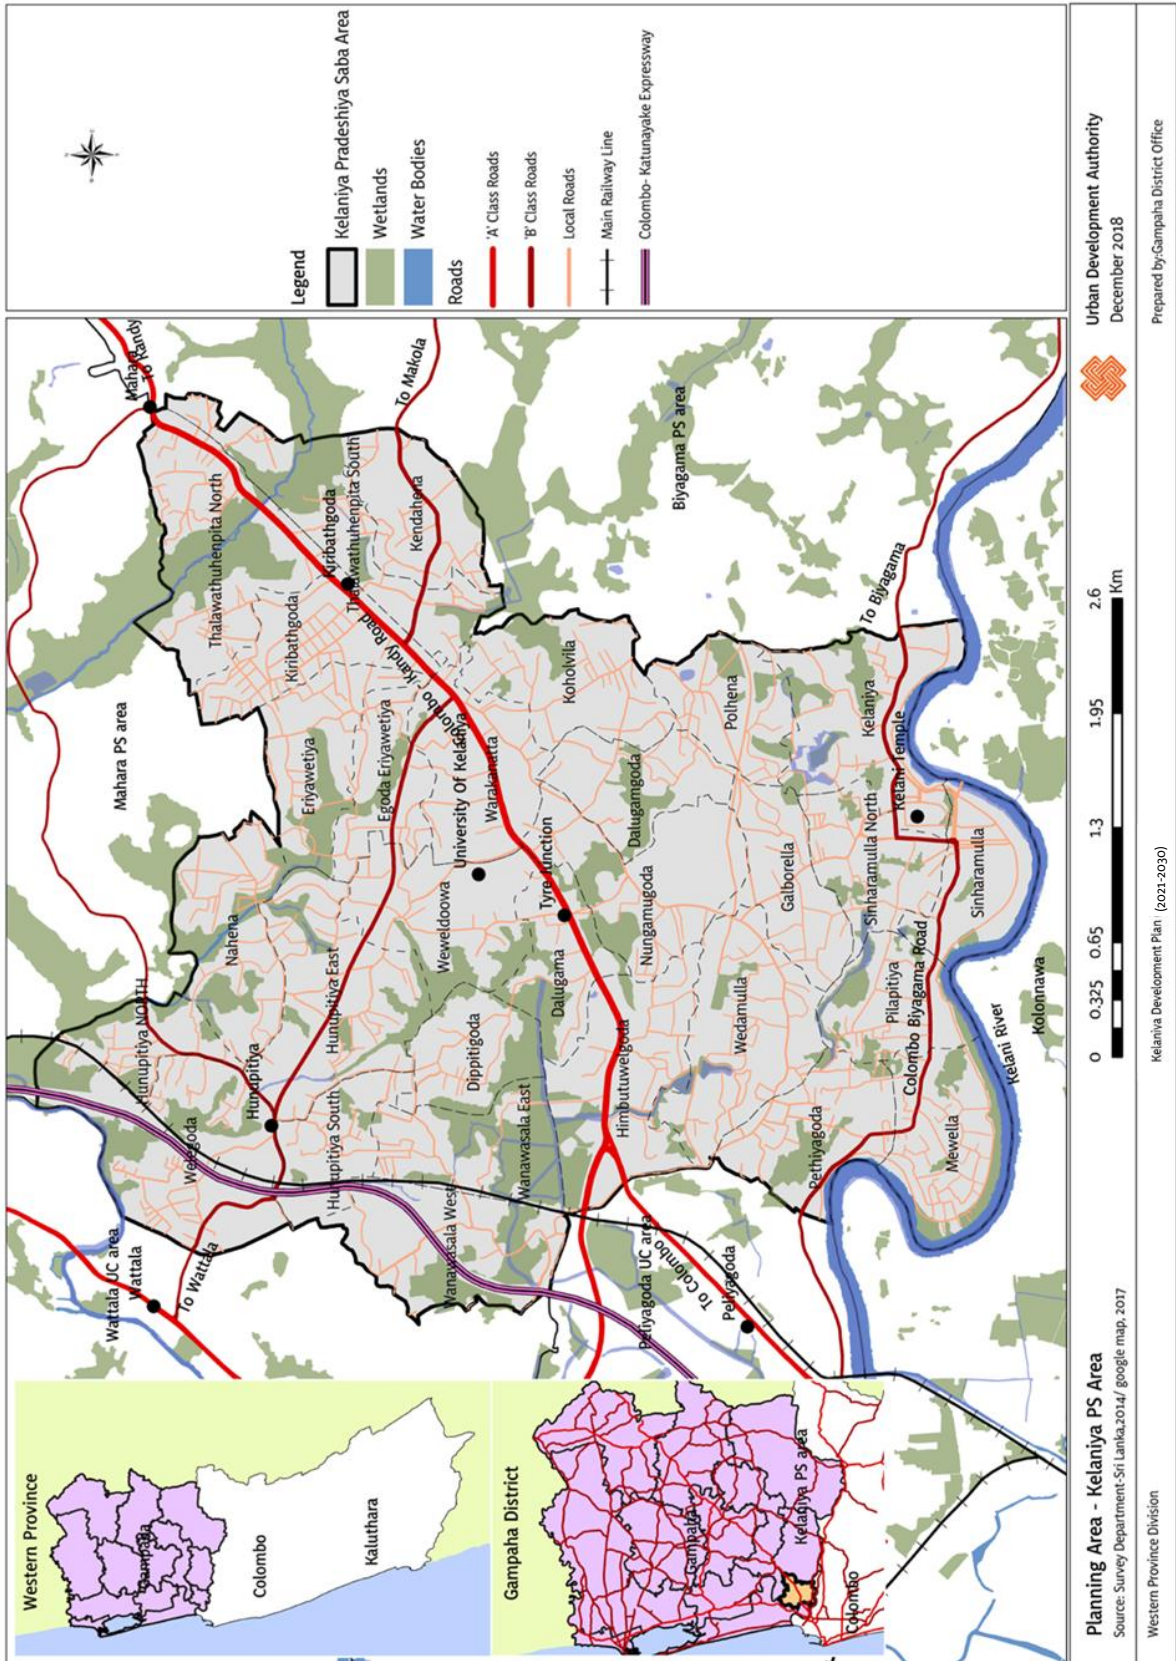 Western Province
Gampaha
Colombo
Kaluthara
Gampaha District
Gampaha
Kelaniya PS area
Colombo
Mahara PS area
Mahara
To Kandy
Thalawathuhenpita North
Kiribathgoda
Kiribathgoda
Thalawathuhenpita South
Kendahena
To Makola
Biyagama PS area
Eriyawetiya
Egoda Eriyawetiya
Colombo - Kandy Road
University Of Kelaniya
Warakanatta
Koholvila
Polhena
To Biyagama
Nahena
Hunupitiya NORTH
Hunupitiya East
Hunupitiya
Weweldoowa
Tyre Junction
Dalugamgoda
Nungamugoda
Galborella
Kelaniya
Kelani Temple
Sinharamulla North
Sinharamulla
Welegoda
Hunupitiya South
Dippitigoda
Dalugama
Wanawasala East
Himbutuwelgoda
Wedamulla
Pilapitiya
Colombo Biyagama Road
Pethiyagoda
Mewella
Kelani River
Kolonnawa
Wattala UC area
Wattala
To Wattala
Wanawasala West
Peliyagoda UC area
To Colombo
Peliyagoda
Legend
Kelaniya Pradeshiya Saba Area
Wetlands
Water Bodies
Roads
'A' Class Roads
'B' Class Roads
Local Roads
Main Railway Line
Colombo- Katunayake Expressway
Planning Area - Kelaniya PS Area
Source: Survey Department-Sri Lanka,2014/ google map, 2017
0 0.325 0.65 1.3 1.95 2.6
Km
Urban Development Authority
December 2018
Western Province Division
Kelaniya Development Plan (2021-2030)
Prepared by:Gampaha District Office